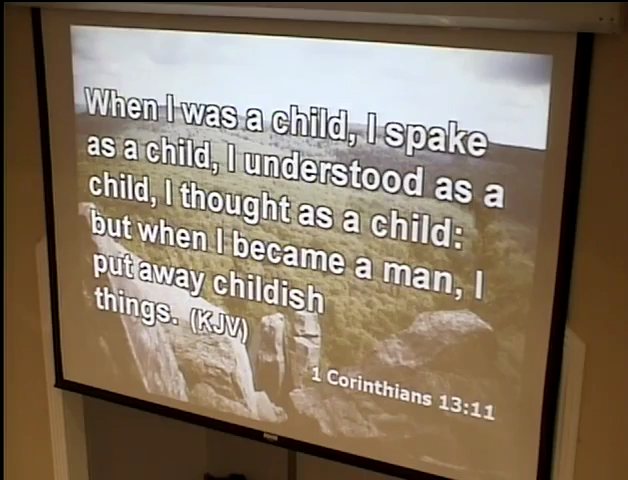 When I was a child, I spake
as a child, I understood as a
child, I thought as a child:
but when I became a man, I
put away childish
things. (KJV)
1 Corinthians 13:11